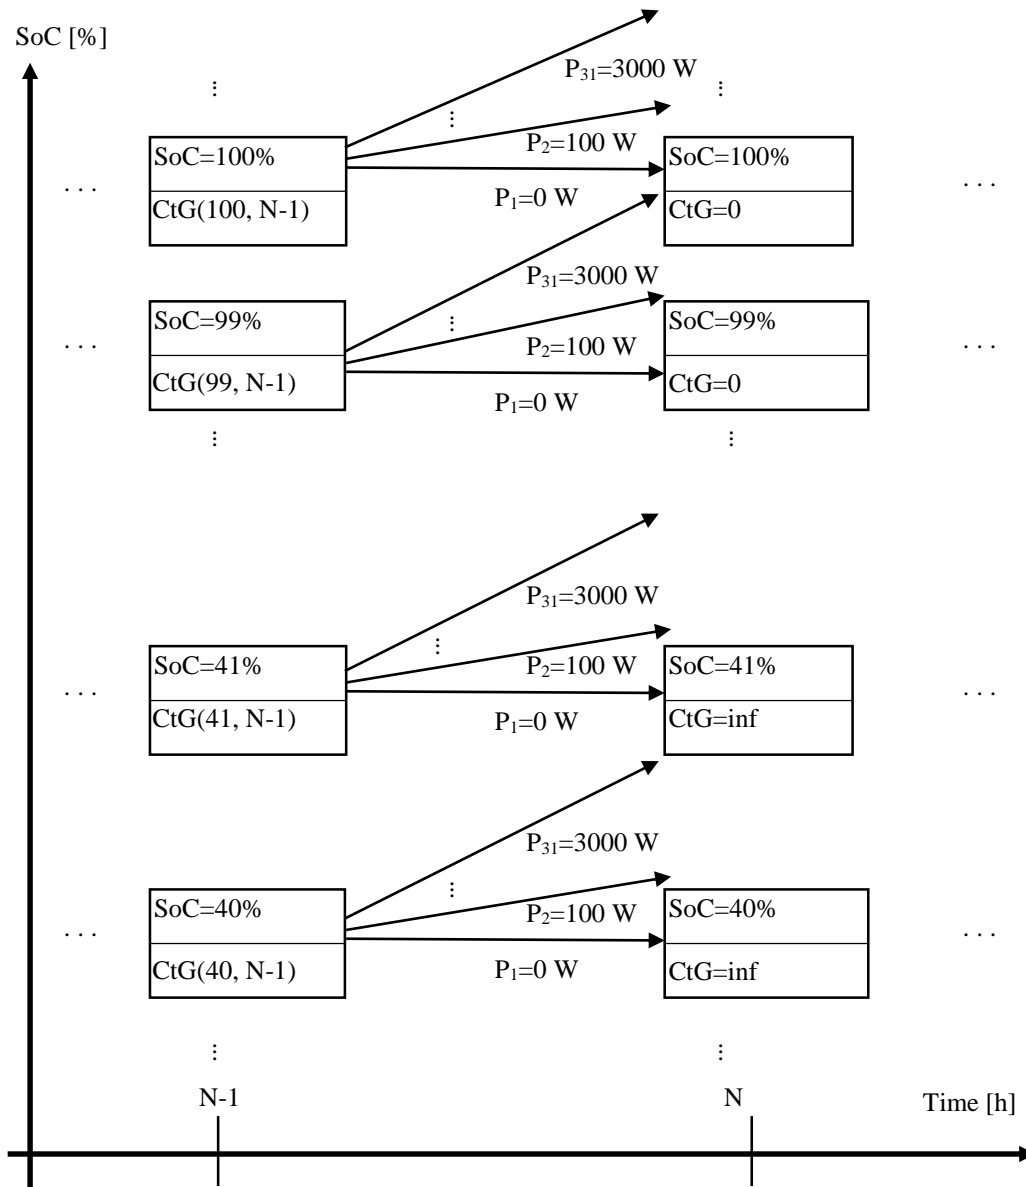 SoC [%]
P₃₁=3000 W
⋮
⋮
⋮
P₂=100 W
SoC=100%
SoC=100%
. . .
. . .
P₁=0 W
CtG(100, N-1)
CtG=0
P₃₁=3000 W
SoC=99%
⋮
SoC=99%
. . .
P₂=100 W
. . .
CtG(99, N-1)
CtG=0
P₁=0 W
⋮
⋮
P₃₁=3000 W
⋮
SoC=41%
P₂=100 W
SoC=41%
. . .
. . .
CtG(41, N-1)
P₁=0 W
CtG=inf
P₃₁=3000 W
⋮
SoC=40%
P₂=100 W
SoC=40%
. . .
. . .
CtG(40, N-1)
P₁=0 W
CtG=inf
⋮
⋮
N-1
N
Time [h]